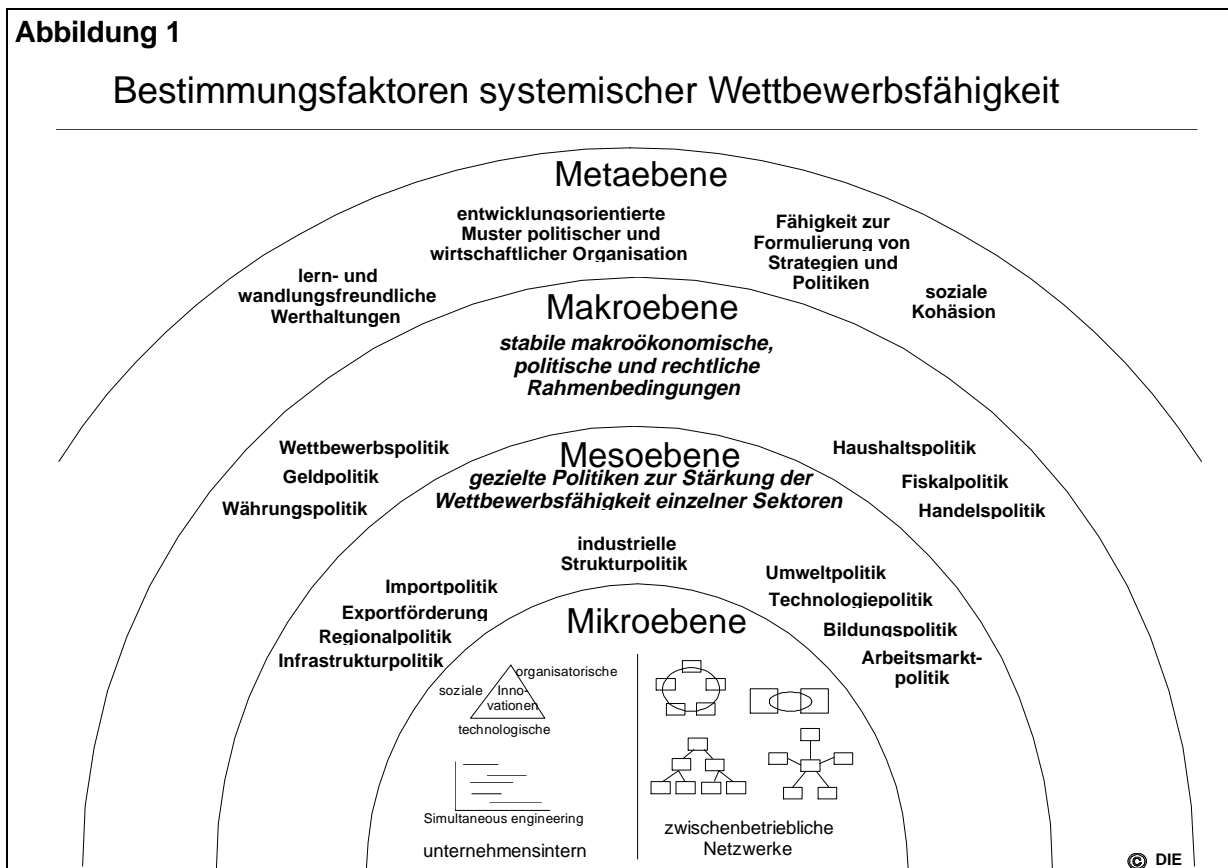 Abbildung 1
Bestimmungsfaktoren systemischer Wettbewerbsfähigkeit
Metaebene
entwicklungsorientierte
Muster politischer und
wirtschaftlicher Organisation
Fähigkeit zur
Formulierung von
Strategien und
Politiken
lern- und
wandlungsfreundliche
Werthaltungen
soziale
Kohäsion
Makroebene
stabile makroökonomische,
politische und rechtliche
Rahmenbedingungen
Wettbewerbspolitik
Geldpolitik
Währungspolitik
Haushaltspolitik
Fiskalpolitik
Handelspolitik
Mesoebene
gezielte Politiken zur Stärkung der
Wettbewerbsfähigkeit einzelner Sektoren
industrielle
Strukturpolitik
Importpolitik
Exportförderung
Regionalpolitik
Infrastrukturpolitik
Umweltpolitik
Technologiepolitik
Bildungspolitik
Arbeitsmarkt-
politik
Mikroebene
organisatorische
soziale
Inno-
vationen
technologische
Simultaneous engineering
unternehmensintern
zwischenbetriebliche
Netzwerke
© DIE